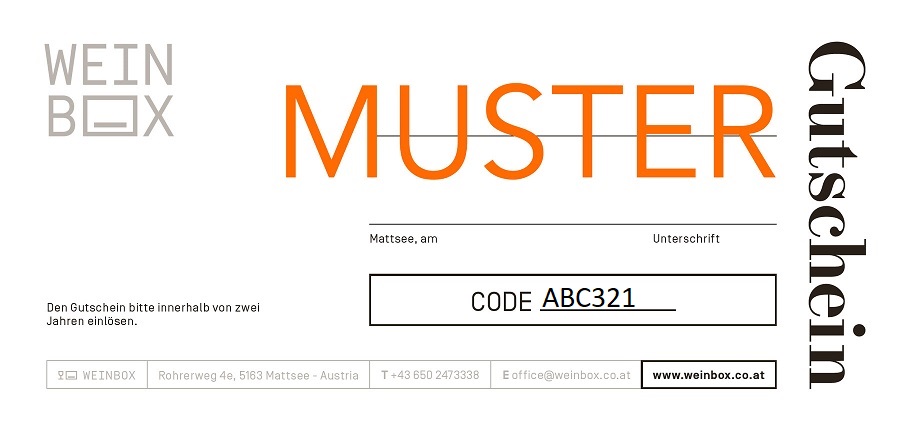 WEIN
BOX
MUSTER
Gutschein
Mattsee, am
Unterschrift
CODE ABC321
Den Gutschein bitte innerhalb von zwei
Jahren einlösen.
WEINBOX Rohrerweg 4e, 5163 Mattsee - Austria T +43 650 2473338 E office@weinbox.co.at www.weinbox.co.at